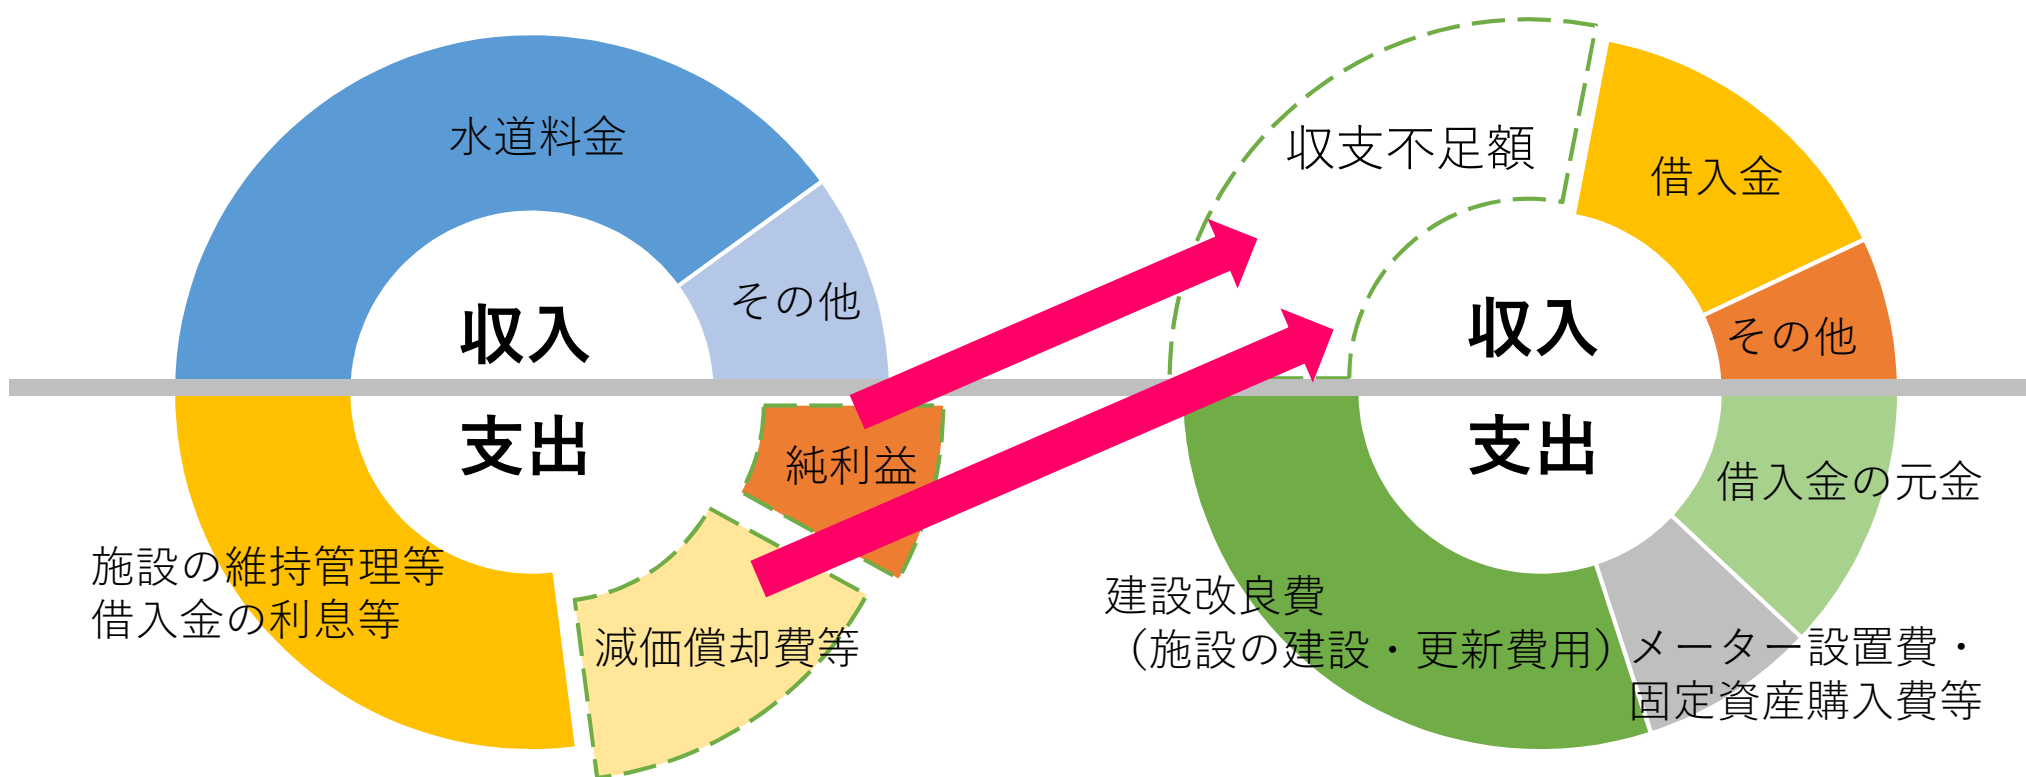 水道料金
その他
収入
支出
純利益
減価償却費等
施設の維持管理等
借入金の利息等
収支不足額
借入金
その他
収入
支出
借入金の元金
メーター設置費・
固定資産購入費等
建設改良費
（施設の建設・更新費用）